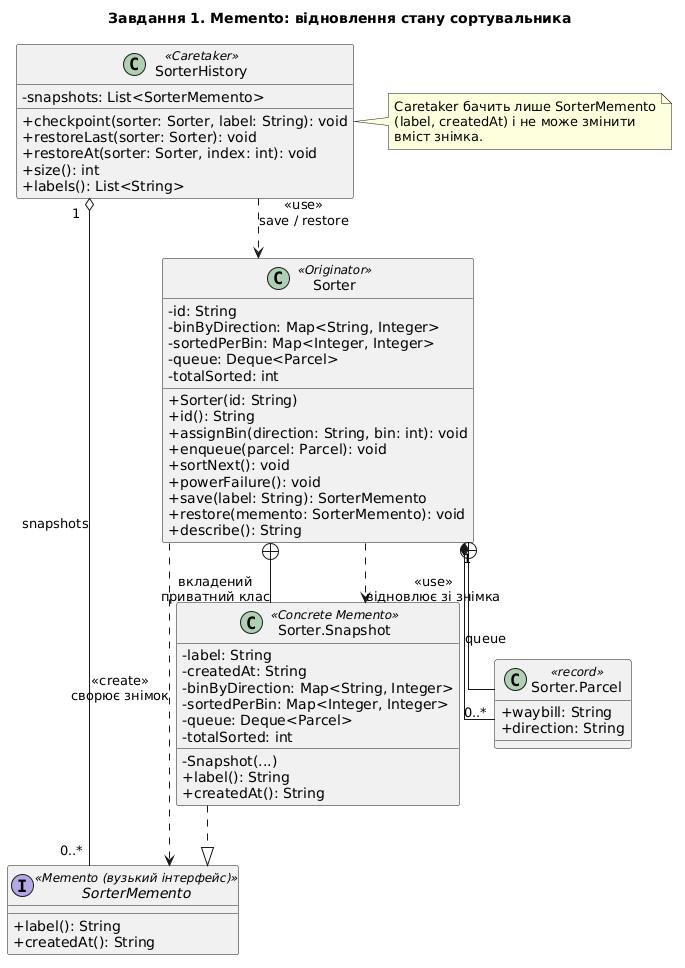 Завдання 1. Memento: відновлення стану сортувальника
«Caretaker»
C
SorterHistory
-snapshots: List<SorterMemento>
+checkpoint(sorter: Sorter, label: String): void
+restoreLast(sorter: Sorter): void
+restoreAt(sorter: Sorter, index: int): void
+size(): int
+labels(): List<String>
Caretaker бачить лише SorterMemento
(label, createdAt) і не може змінити
вміст знімка.
1
«use»
save / restore
«Originator»
C
Sorter
-id: String
-binByDirection: Map<String, Integer>
-sortedPerBin: Map<Integer, Integer>
-queue: Deque<Parcel>
-totalSorted: int
+Sorter(id: String)
+id(): String
+assignBin(direction: String, bin: int): void
+enqueue(parcel: Parcel): void
+sortNext(): void
+powerFailure(): void
+save(label: String): SorterMemento
+restore(memento: SorterMemento): void
+describe(): String
snapshots
1
вкладений
приватний клас
«use»
відновлює зі знімка
«Concrete Memento»
C
Sorter.Snapshot
-label: String
-createdAt: String
-binByDirection: Map<String, Integer>
-sortedPerBin: Map<Integer, Integer>
-queue: Deque<Parcel>
-totalSorted: int
-Snapshot(...)
+label(): String
+createdAt(): String
queue
0..*
«record»
C
Sorter.Parcel
+waybill: String
+direction: String
«create»
сворює знімок
0..*
«Memento (вузький інтерфейс)»
I
SorterMemento
+label(): String
+createdAt(): String